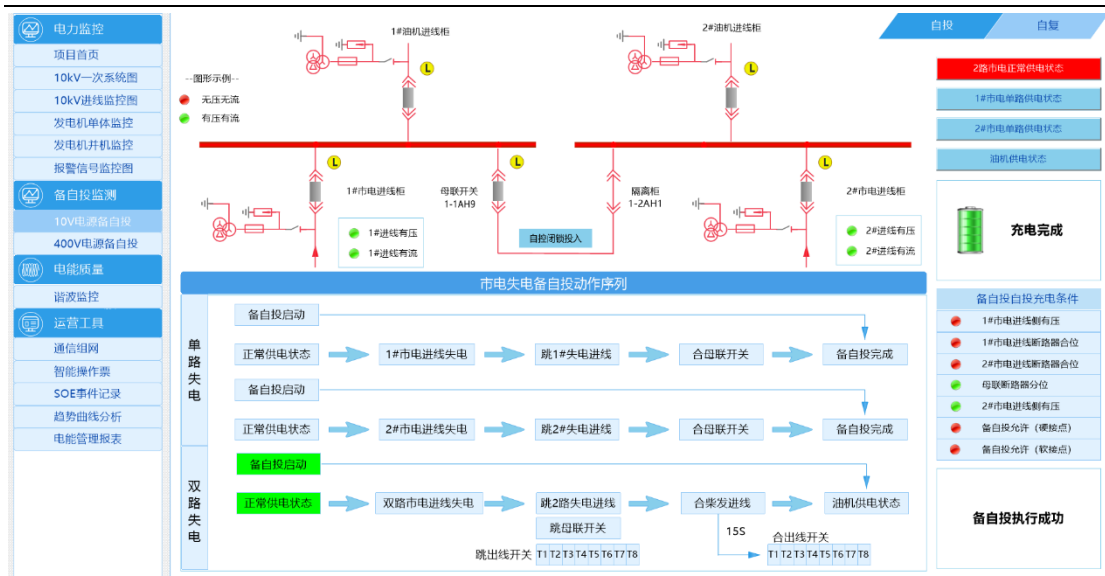 电力监控
项目首页
10kV一次系统图
10kV进线监控图
发电机单体监控
发电机并机监控
报警信号监控图
备自投监测
10V电源备自投
400V电源备自投
电能质量
谐波监控
运营工具
通信组网
智能操作票
SOE事件记录
趋势曲线分析
电能管理报表
--图形示例--
无压无流
有压有流
1#油机进线柜
L
2#油机进线柜
L
L
1#市电进线柜
1#进线有压
1#进线有流
母联开关
1-1AH9
L
自控闭锁投入
隔离柜
1-2AH1
L
2#市电进线柜
2#进线有压
2#进线有流
市电失电备自投动作序列
单路失电
备自投启动
正常供电状态
1#市电进线失电
跳1#失电进线
合母联开关
备自投完成
备自投启动
正常供电状态
2#市电进线失电
跳2#失电进线
合母联开关
备自投完成
双路失电
备自投启动
正常供电状态
双路市电进线失电
跳2路失电进线
合柴发进线
油机供电状态
跳母联开关
15S
合出线开关
跳出线开关 T1 T2 T3 T4 T5 T6 T7 T8
T1 T2 T3 T4 T5 T6 T7 T8
自投
自复
2路市电正常供电状态
1#市电单路供电状态
2#市电单路供电状态
油机供电状态
充电完成
备自投自投充电条件
1#市电进线侧有压
1#市电进线断路器合位
2#市电进线断路器合位
母联断路器分位
2#市电进线侧有压
备自投允许（硬接点）
备自投允许（软接点）
备自投执行成功